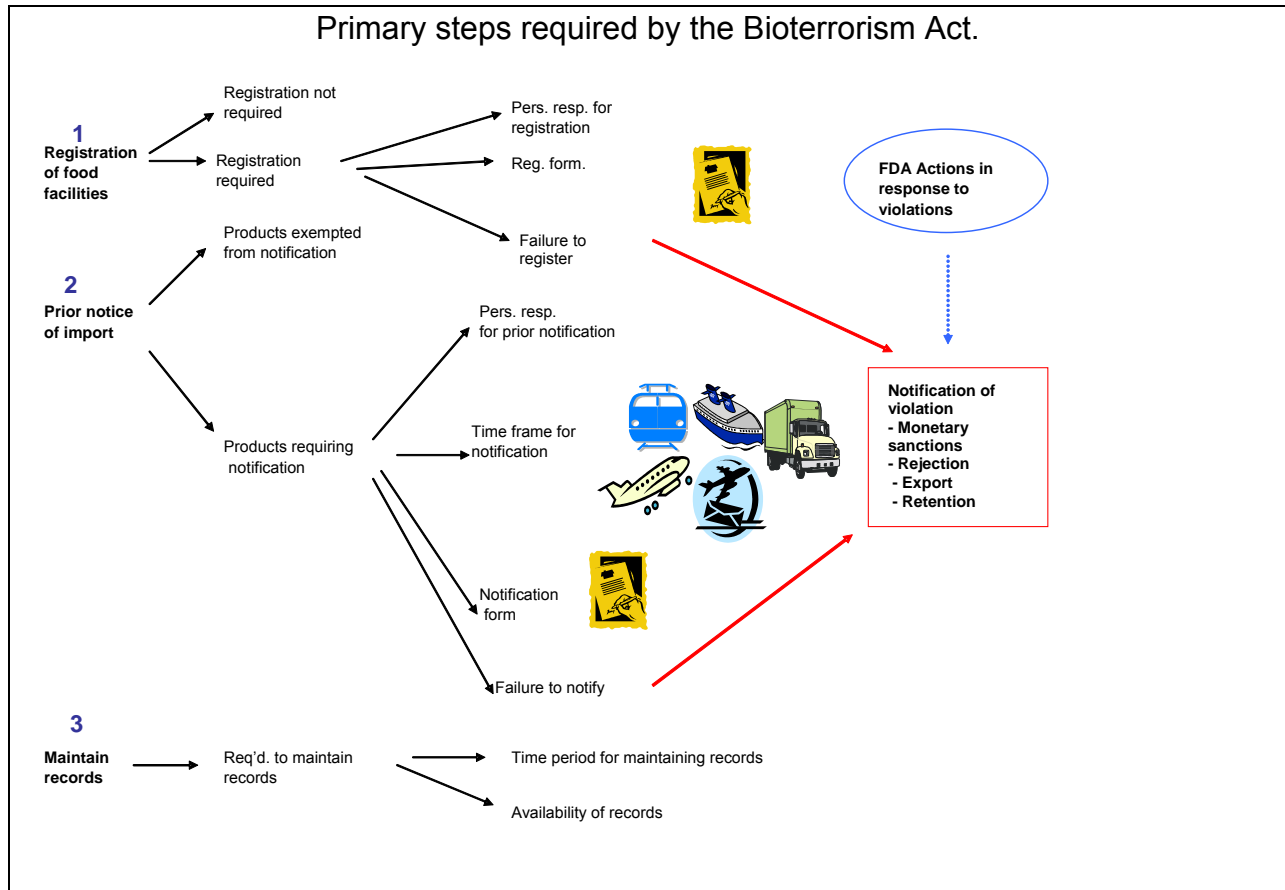 Primary steps required by the Bioterrorism Act.
1
Registration
of food
facilities
Registration not
required
Registration
required
Pers. resp. for
registration
Reg. form.
Failure to
register
FDA Actions in
response to
violations
2
Prior notice
of import
Products exempted
from notification
Products requiring
notification
Pers. resp.
for prior notification
Time frame for
notification
Notification
form
Failure to notify
Notification of
violation
- Monetary
sanctions
- Rejection
- Export
- Retention
3
Maintain
records
Req’d. to maintain
records
Time period for maintaining records
Availability of records